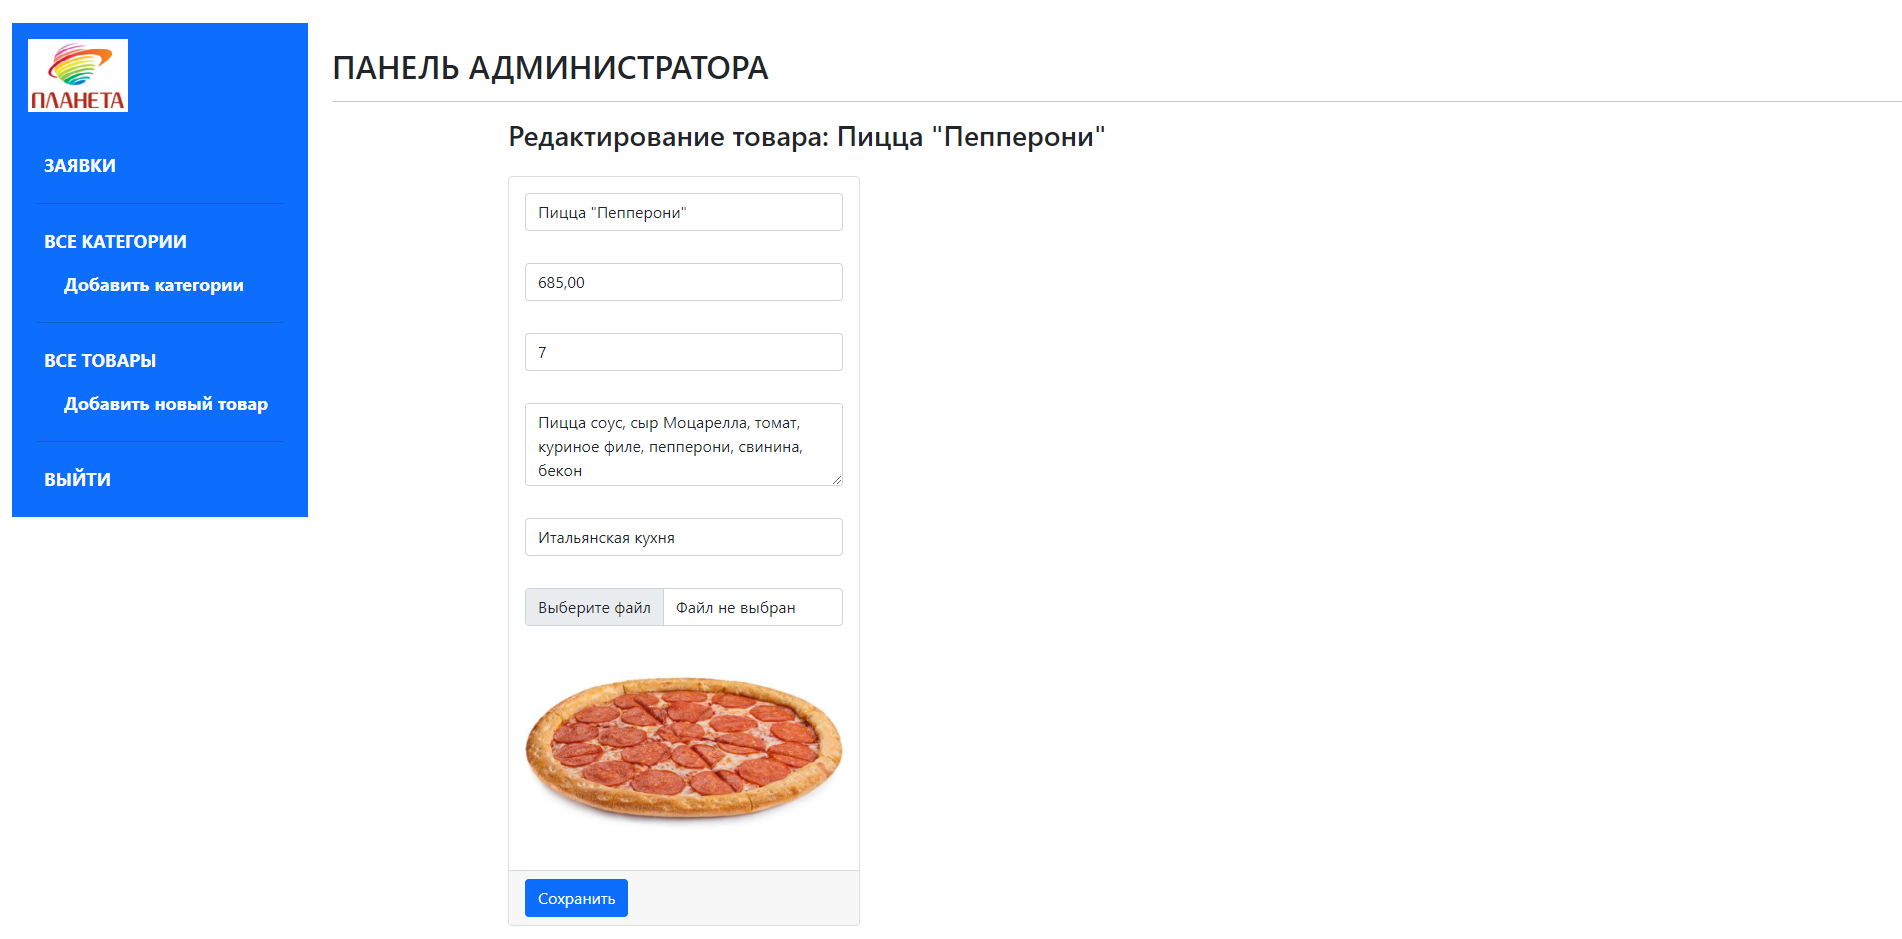 ПЛАНЕТА
ЗАЯВКИ
ВСЕ КАТЕГОРИИ
Добавить категории
ВСЕ ТОВАРЫ
Добавить новый товар
ВЫЙТИ
ПАНЕЛЬ АДМИНИСТРАТОРА
Редактирование товара: Пицца "Пепперони"
Пицца "Пепперони"
685,00
7
Пицца соус, сыр Моцарелла, томат,
куриное филе, пепперони, свинина,
бекон
Итальянская кухня
Выберите файл Файл не выбран
Сохранить